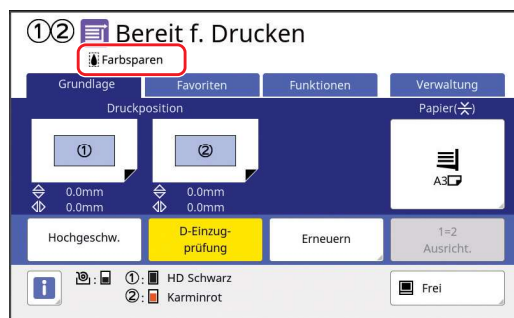 ①② Bereit f. Drucken
Farbsparen
Grundlage Favoriten Funktionen Verwaltung
Druckposition Papier
① ②
A3
0.0mm 0.0mm
0.0mm 0.0mm
Hochgeschw. D-Einzug-
prüfung Erneuern 1=2
Ausricht.
i ①: HD Schwarz
②: Karminrot
Frei